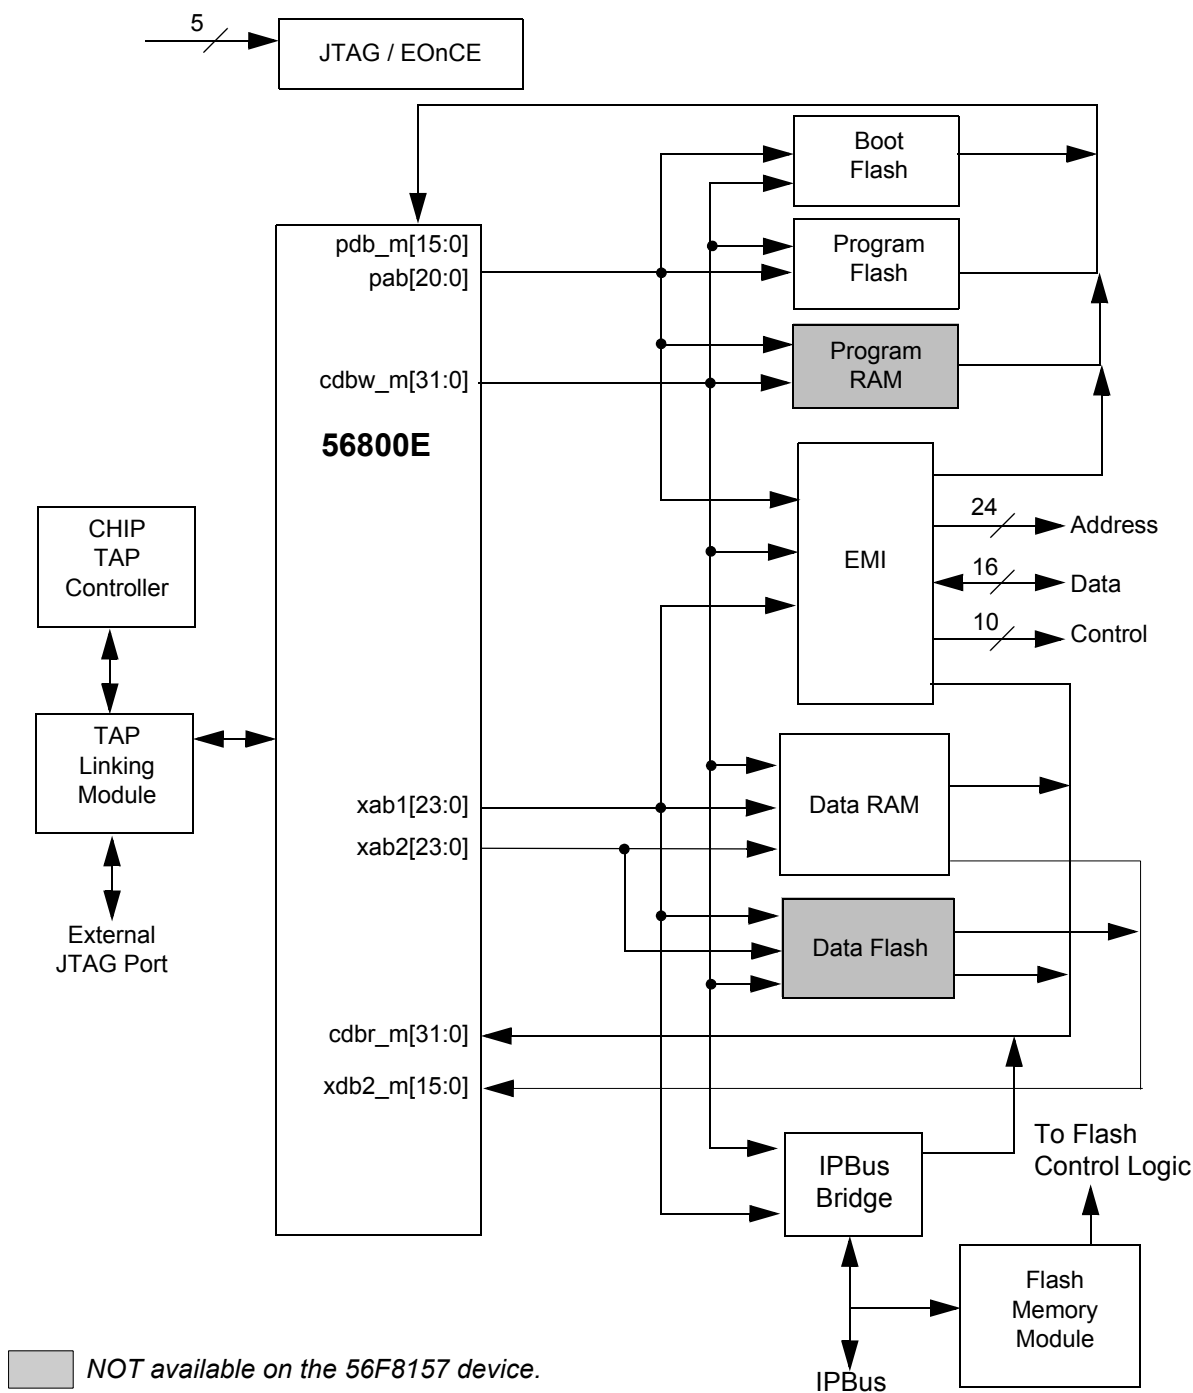 5
JTAG / EOnCE
Boot
Flash
pdb_m[15:0]
pab[20:0]
Program
Flash
cdbw_m[31:0]
Program
RAM
56800E
CHIP
TAP
Controller
EMI
24
Address
16
Data
10
Control
TAP
Linking
Module
xab1[23:0]
xab2[23:0]
Data RAM
External
JTAG Port
Data Flash
cdbr_m[31:0]
xdb2_m[15:0]
To Flash
Control Logic
IPBus
Bridge
Flash
Memory
Module
NOT available on the 56F8157 device.
IPBus